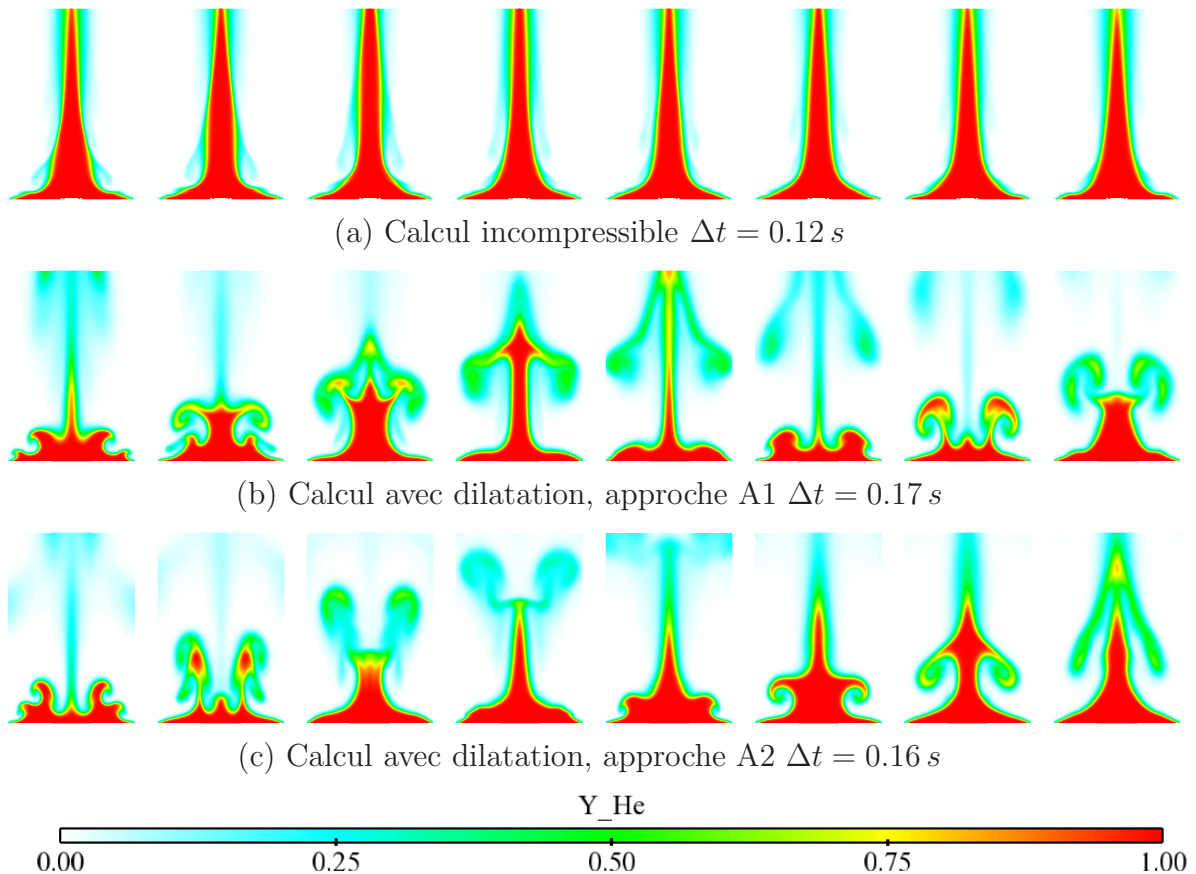 (a) Calcul incompressible Δt = 0.12 s
(b) Calcul avec dilatation, approche A1 Δt = 0.17 s
(c) Calcul avec dilatation, approche A2 Δt = 0.16 s
Y_He
0.00 0.25 0.50 0.75 1.00